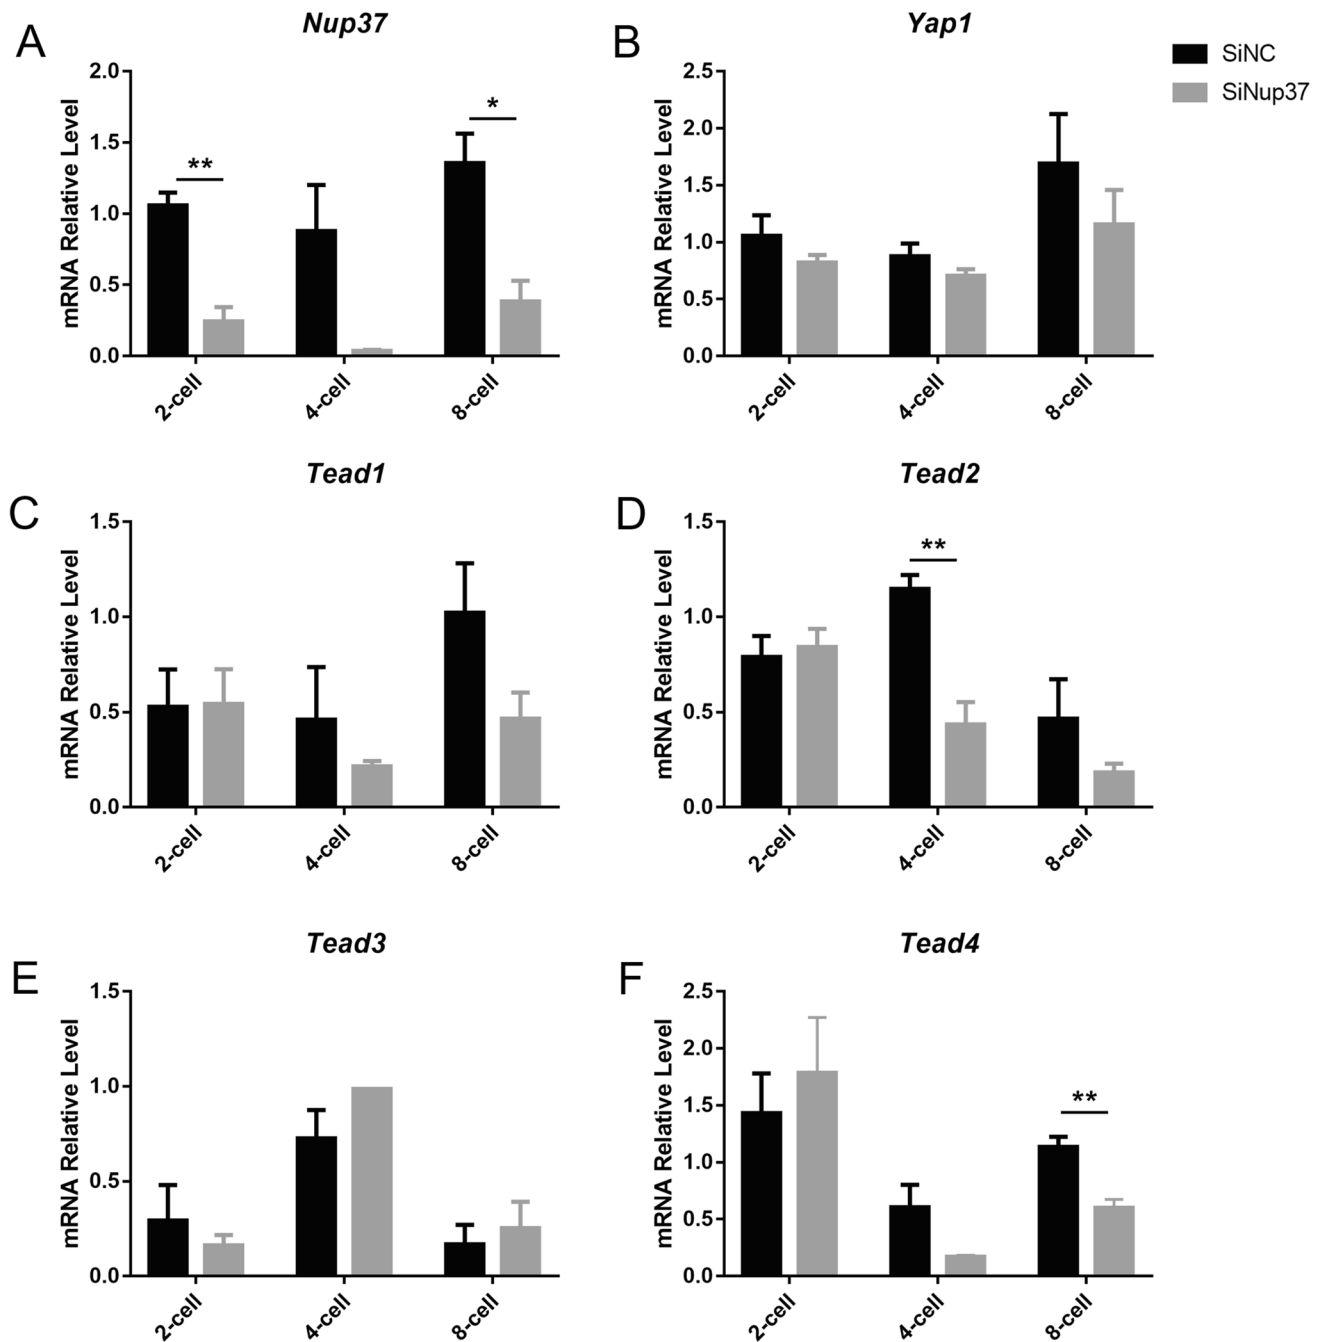 A
Nup37
mRNA Relative Level
2.0
1.5
1.0
0.5
0.0
**
*
2-cell
4-cell
8-cell
B
Yap1
mRNA Relative Level
2.5
2.0
1.5
1.0
0.5
0.0
2-cell
4-cell
8-cell
SiNC
SiNup37
C
Tead1
mRNA Relative Level
1.5
1.0
0.5
0.0
2-cell
4-cell
8-cell
D
Tead2
mRNA Relative Level
1.5
1.0
0.5
0.0
**
2-cell
4-cell
8-cell
E
Tead3
mRNA Relative Level
1.5
1.0
0.5
0.0
2-cell
4-cell
8-cell
F
Tead4
mRNA Relative Level
2.5
2.0
1.5
1.0
0.5
0.0
**
2-cell
4-cell
8-cell